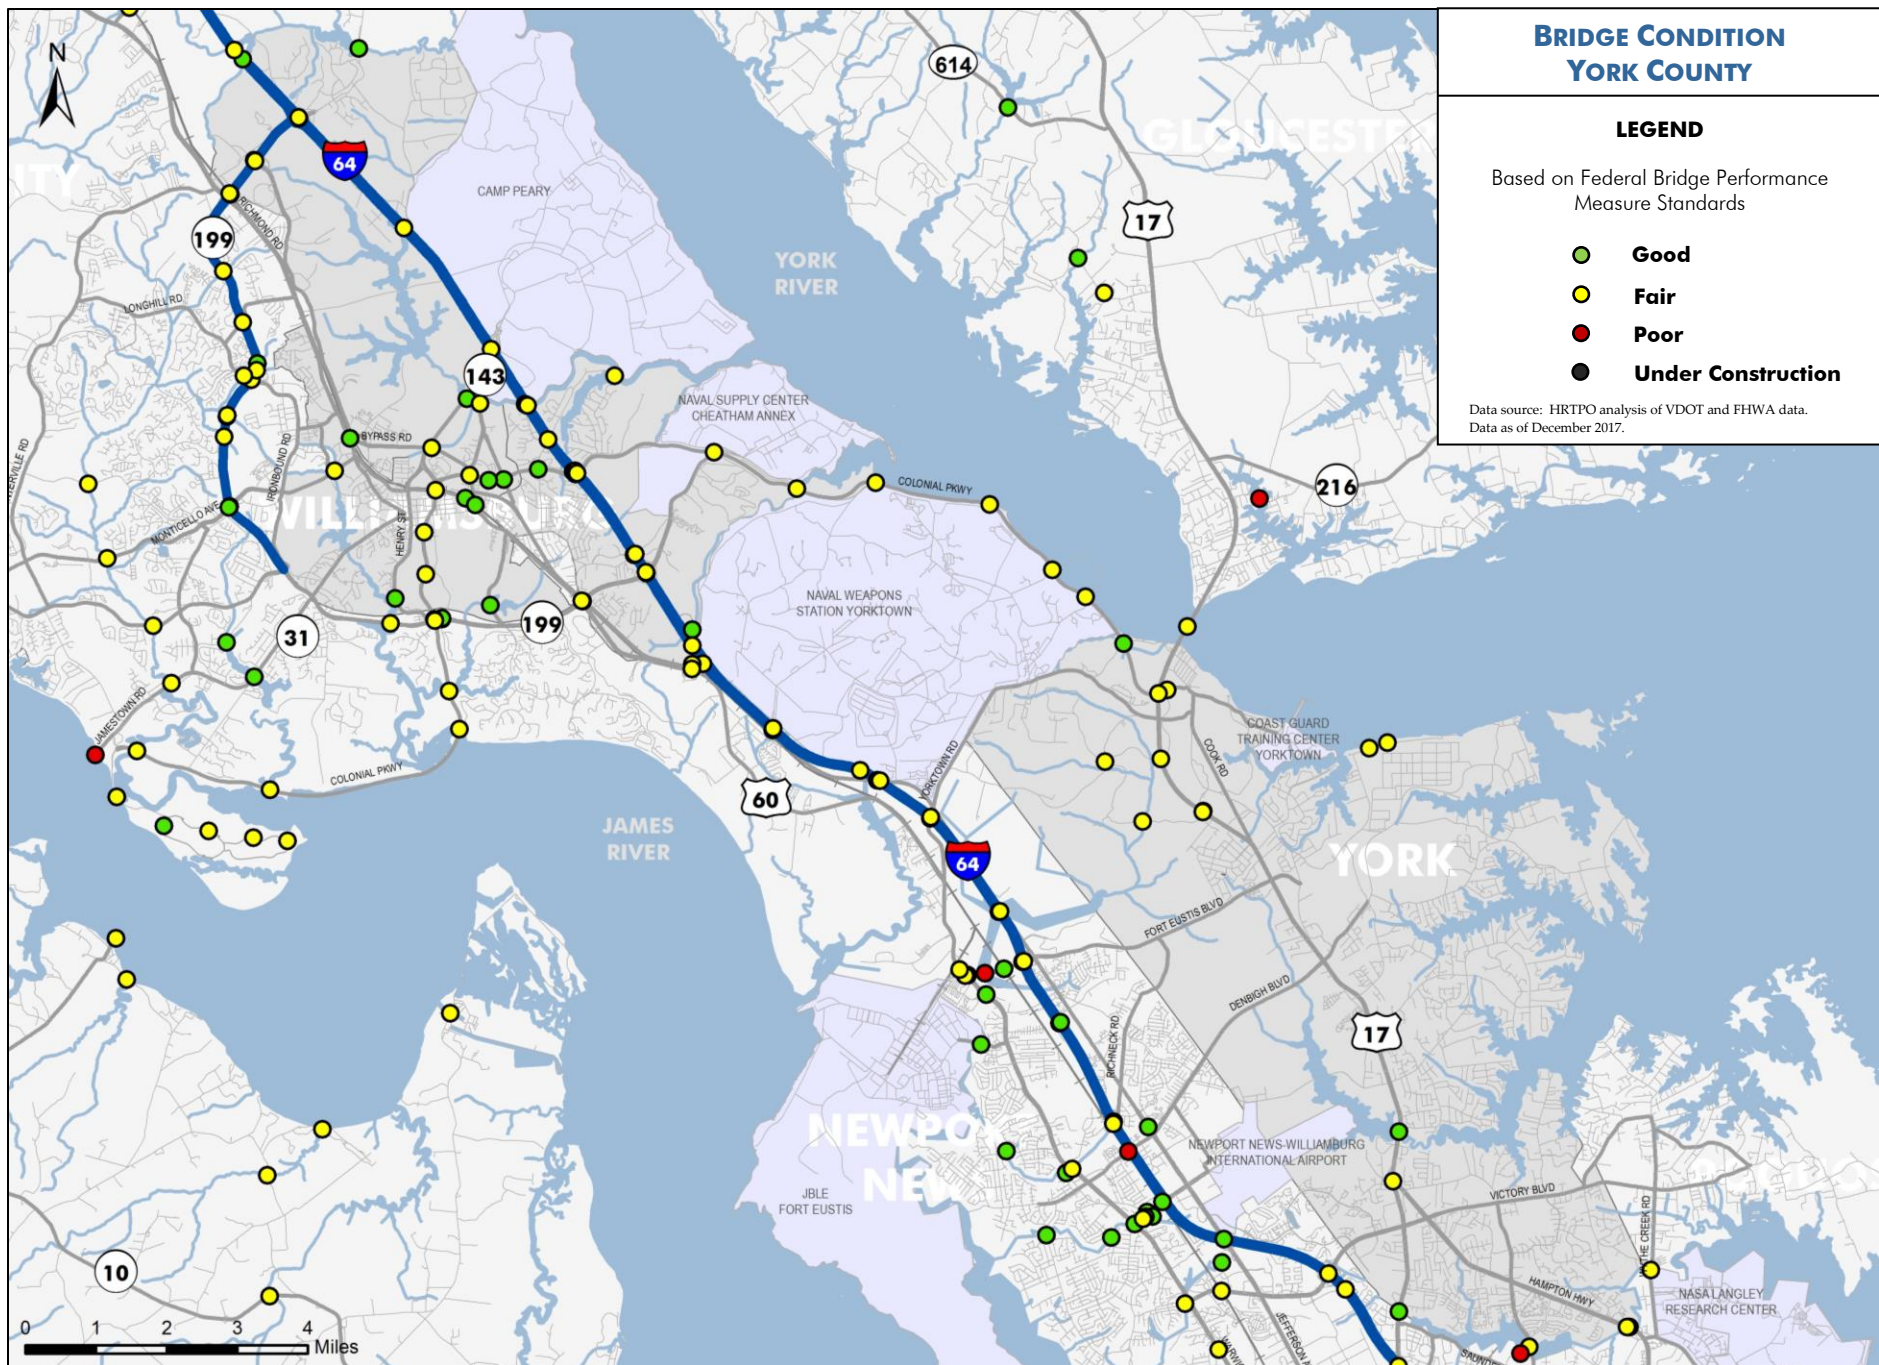 BRIDGE CONDITION
YORK COUNTY
LEGEND
Based on Federal Bridge Performance
Measure Standards
Good
Fair
Poor
Under Construction
Data source: HRTPO analysis of VDOT and FHWA data.
Data as of December 2017.
N
614
GLOUCESTER
64
CAMP PEARY
17
199
RICHMOND RD
YORK
RIVER
LONGHILL RD
143
NAVAL SUPPLY CENTER
CHEATHAM ANNEX
BYPASS RD
IRONBOUND RD
COLONIAL PKWY
216
MONTICELLO AVE
WILLIAMSBURG
HENRY ST
NAVAL WEAPONS
STATION YORKTOWN
199
31
JAMESTOWN RD
COLONIAL PKWY
COAST GUARD
TRAINING CENTER
YORKTOWN
COOK RD
YORKTOWN RD
60
JAMES
RIVER
64
YORK
FORT EUSTIS BLVD
DENBIGH BLVD
17
RICHNECK RD
NEWPORT
NEWS
NEWPORT NEWS-WILLIAMBURG
INTERNATIONAL AIRPORT
JBLE
FORT EUSTIS
VICTORY BLVD
10
HAMPTON HWY
NASA LANGLEY
RESEARCH CENTER
JEFFERSON A
0 1 2 3 4
Miles